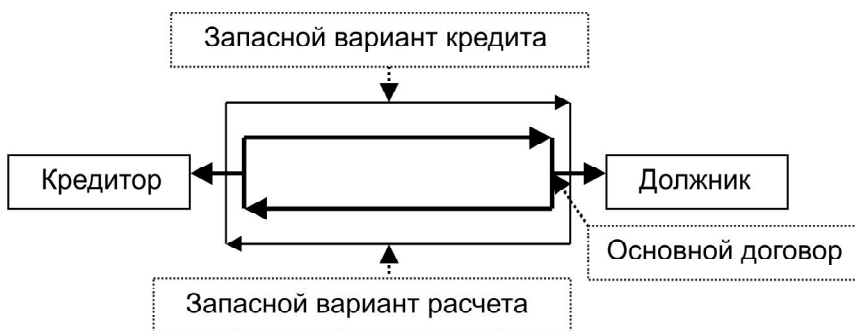 Запасной вариант кредита
Кредитор
Должник
Основной договор
Запасной вариант расчета